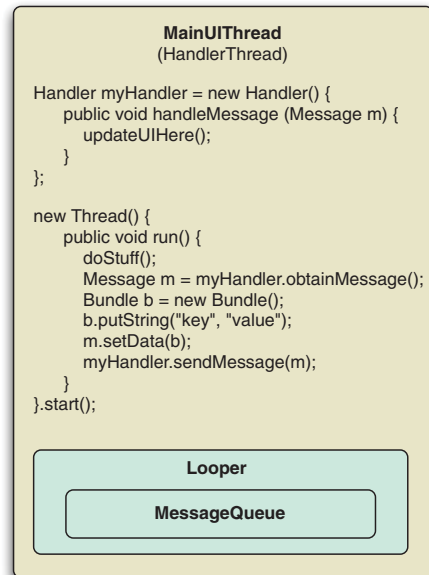 MainUIThread
(HandlerThread)
Handler myHandler = new Handler() {
public void handleMessage (Message m) {
updateUIHere();
}
};
new Thread() {
public void run() {
doStuff();
Message m = myHandler.obtainMessage();
Bundle b = new Bundle();
b.putString("key", "value");
m.setData(b);
myHandler.sendMessage(m);
}
}.start();
Looper
MessageQueue